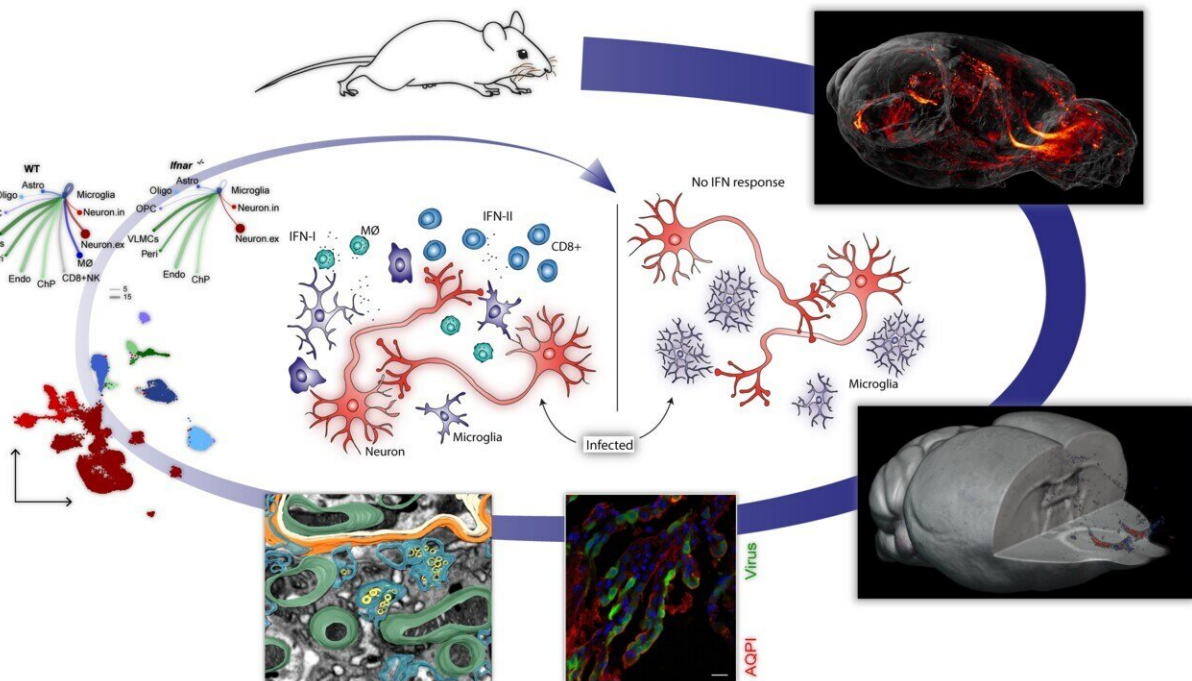 WT
Ifnar -/-
Astro
Microglia
Neuron.in
Neuron.ex
MØ
CD8+NK
ChP
Endo
Astro
Oligo
OPC
VLMCs
Peri
Endo
ChP
Microglia
Neuron.in
Neuron.ex
5
15
IFN-I
MØ
IFN-II
CD8+
Neuron
Microglia
No IFN response
Microglia
Infected
Virus
AQPI